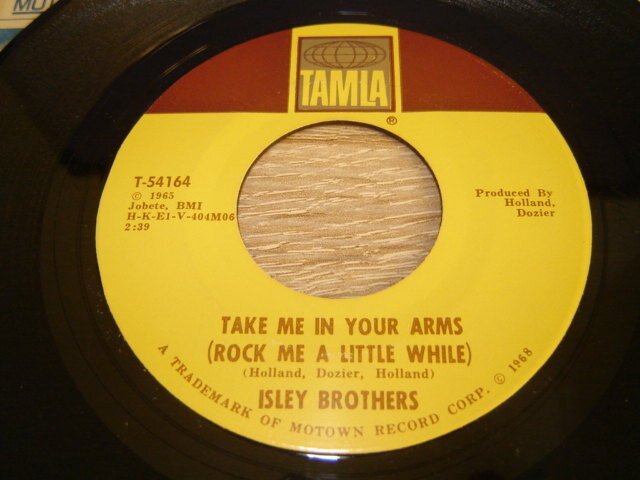 MOT
TAMLA
®
T-54164
© 1965
Jobete, BMI
H-K-E1-V-404M06
2:39
Produced By
Holland,
Dozier
TAKE ME IN YOUR ARMS
(ROCK ME A LITTLE WHILE)
(Holland, Dozier, Holland)
ISLEY BROTHERS
A TRADEMARK OF MOTOWN RECORD CORP. © 1968